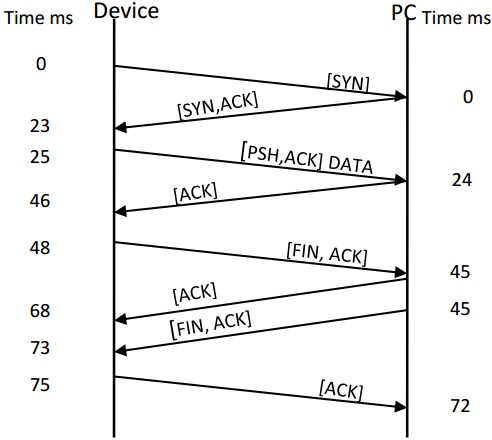 Time ms Device PC Time ms
0
[SYN]
0
[SYN,ACK]
23
25
[PSH,ACK] DATA
24
[ACK]
46
48
[FIN, ACK]
45
[ACK]
68
45
[FIN, ACK]
73
75
[ACK]
72